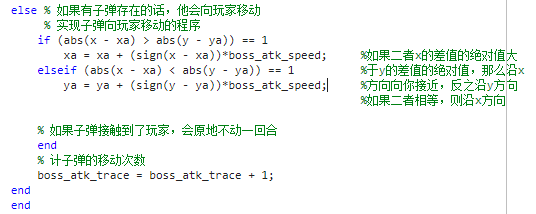 else % 如果有子弹存在的话，他会向玩家移动
% 实现子弹向玩家移动的程序
if (abs(x - xa) > abs(y - ya)) == 1
xa = xa + (sign(x - xa))*boss_atk_speed; %如果二者x的差值的绝对值大
elseif (abs(x - xa) < abs(y - ya)) == 1 %于y的差值的绝对值，那么沿x
ya = ya + (sign(y - ya))*boss_atk_speed; %方向向你接近，反之沿y方向
%如果二者相等，则沿x方向
% 如果子弹接触到了玩家，会原地不动一回合
end
% 计子弹的移动次数
boss_atk_trace = boss_atk_trace + 1;
end
end